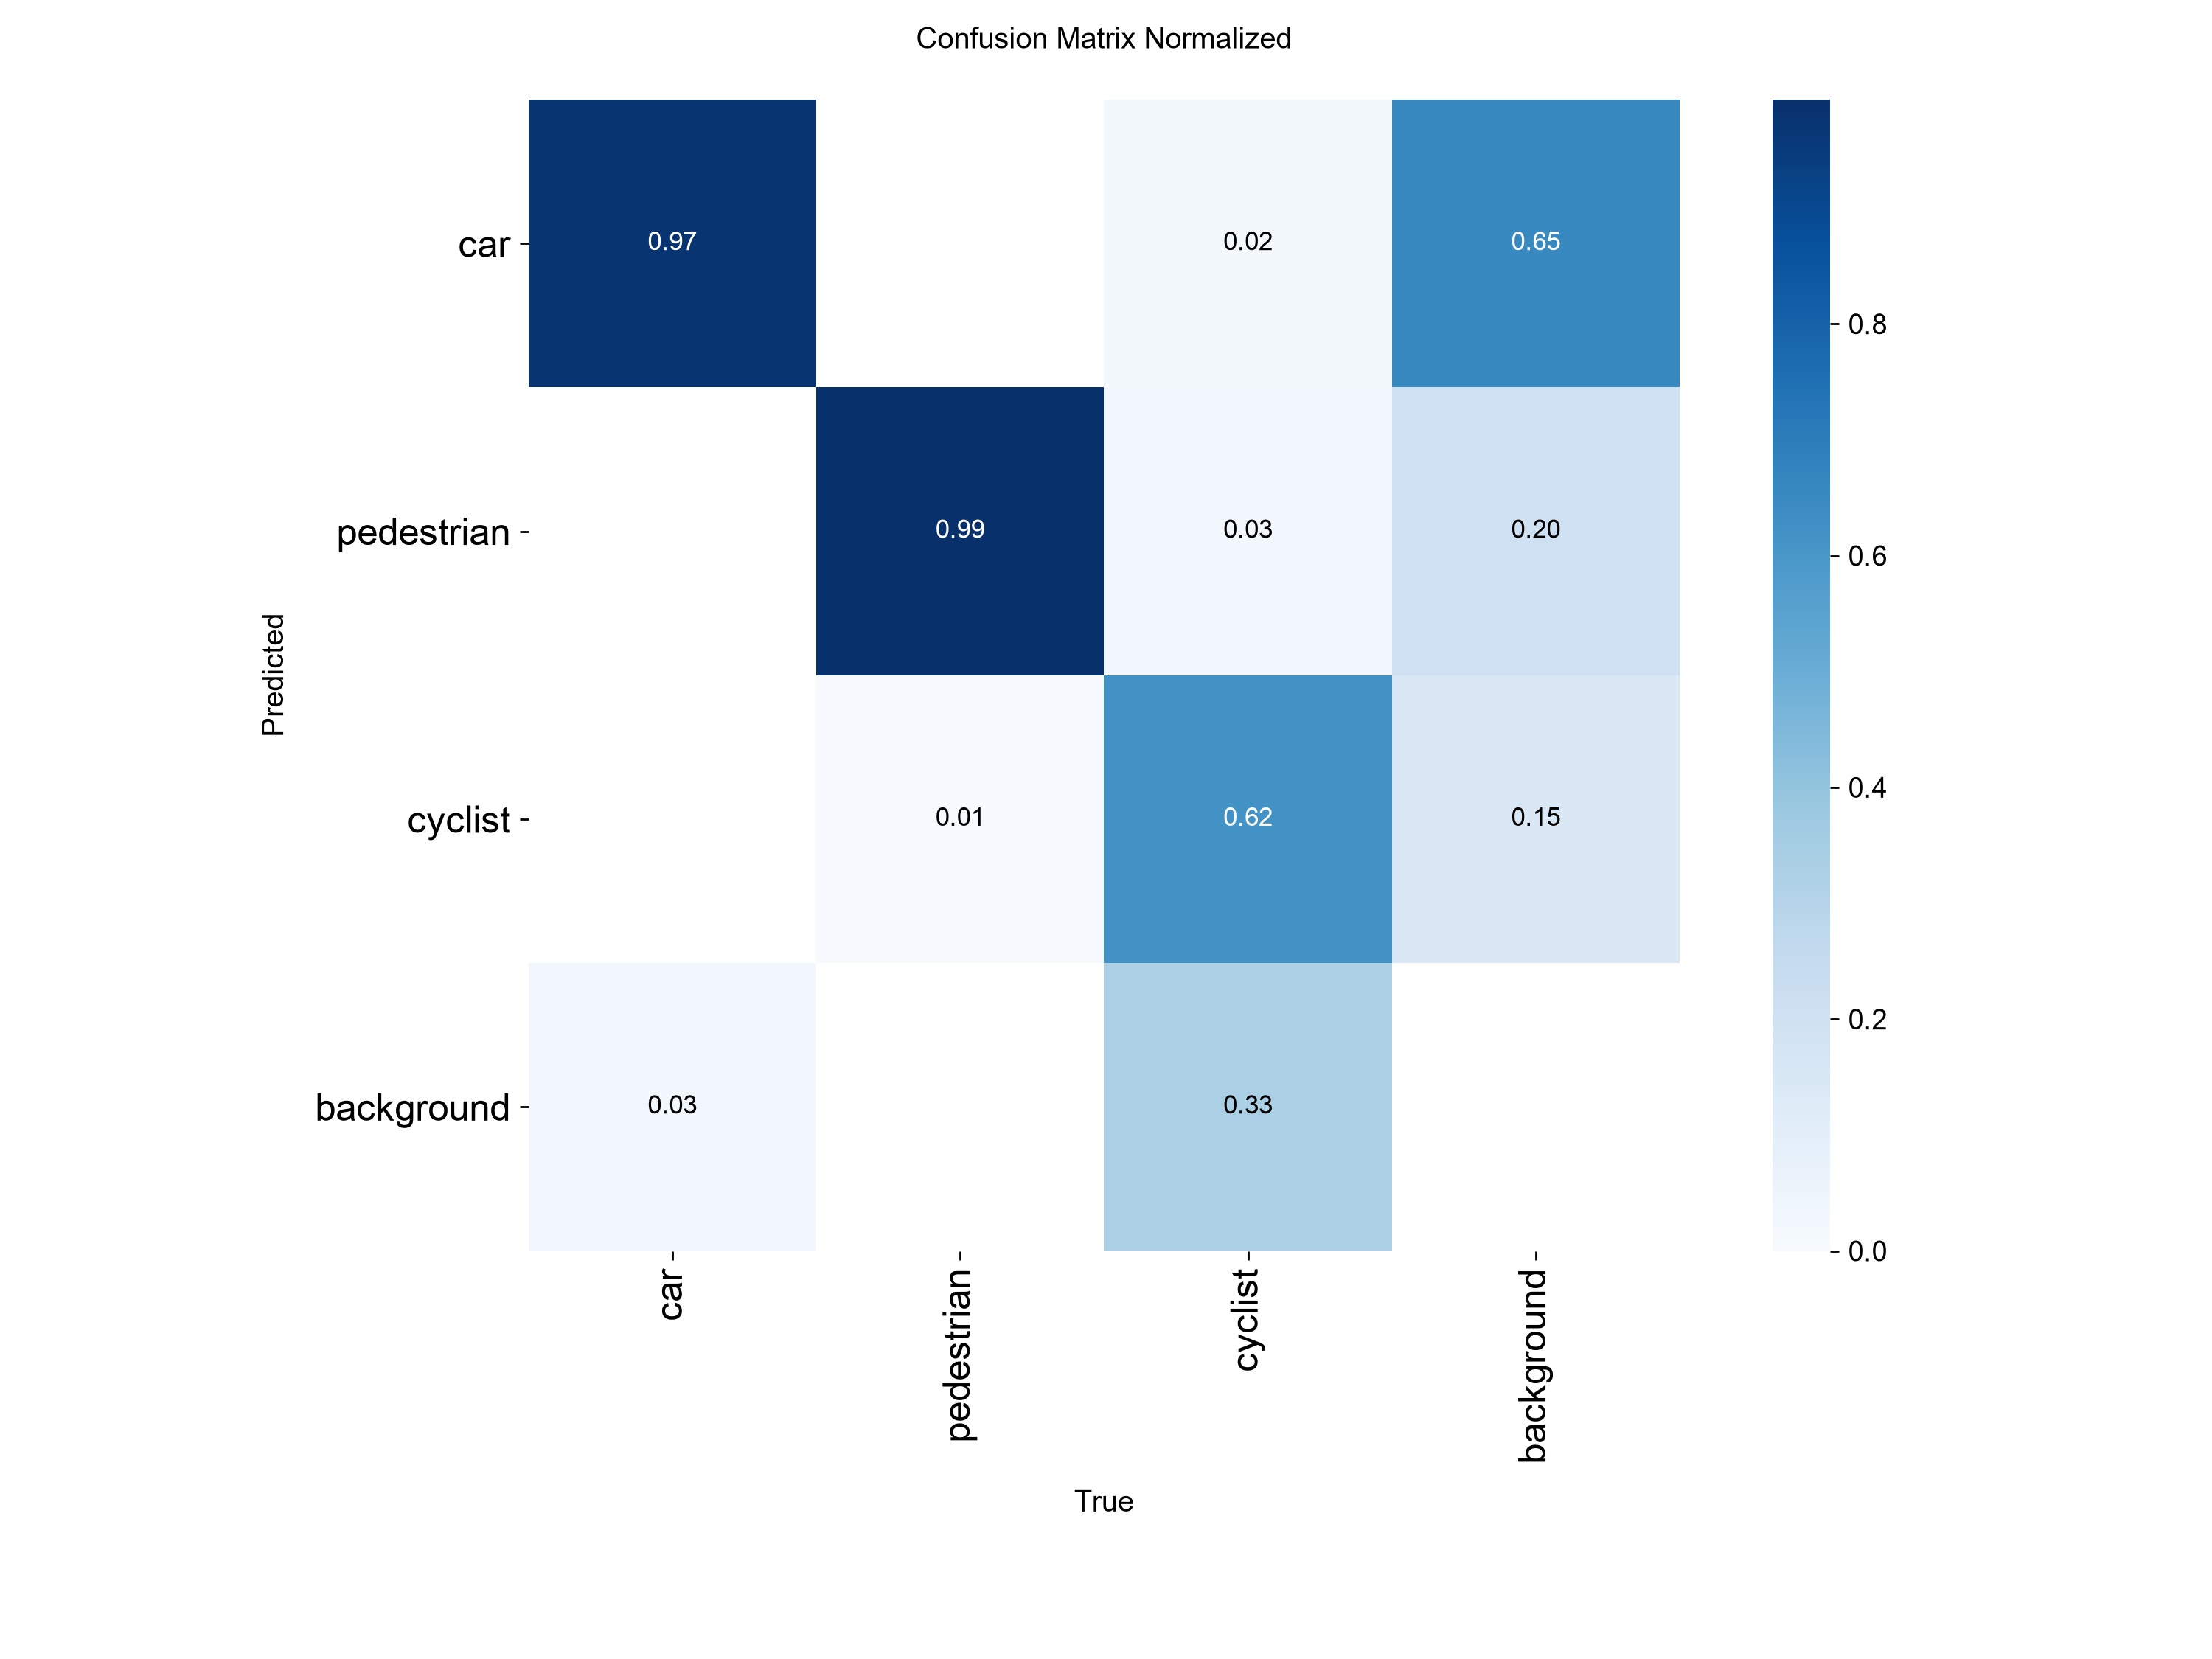 Confusion Matrix Normalized
car
0.97
0.02
0.65
pedestrian
0.99
0.03
0.20
cyclist
0.01
0.62
0.15
background
0.03
0.33
car
pedestrian
cyclist
background
Predicted
True
0.8
0.6
0.4
0.2
0.0